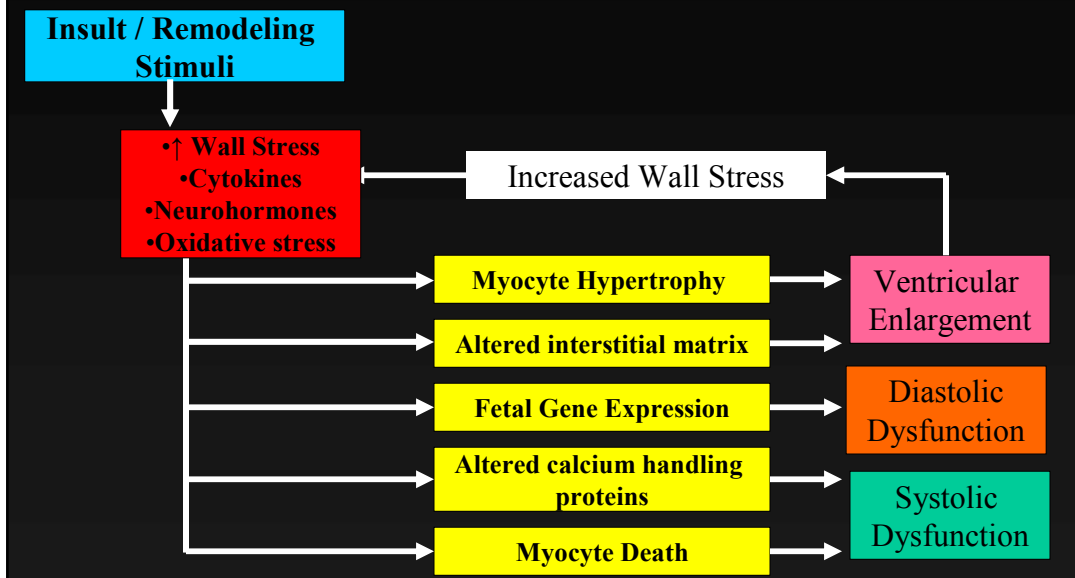 Insult / Remodeling
Stimuli
•↑ Wall Stress
•Cytokines
•Neurohormones
•Oxidative stress
Increased Wall Stress
Myocyte Hypertrophy
Ventricular
Enlargement
Altered interstitial matrix
Fetal Gene Expression
Diastolic
Dysfunction
Altered calcium handling
proteins
Systolic
Dysfunction
Myocyte Death